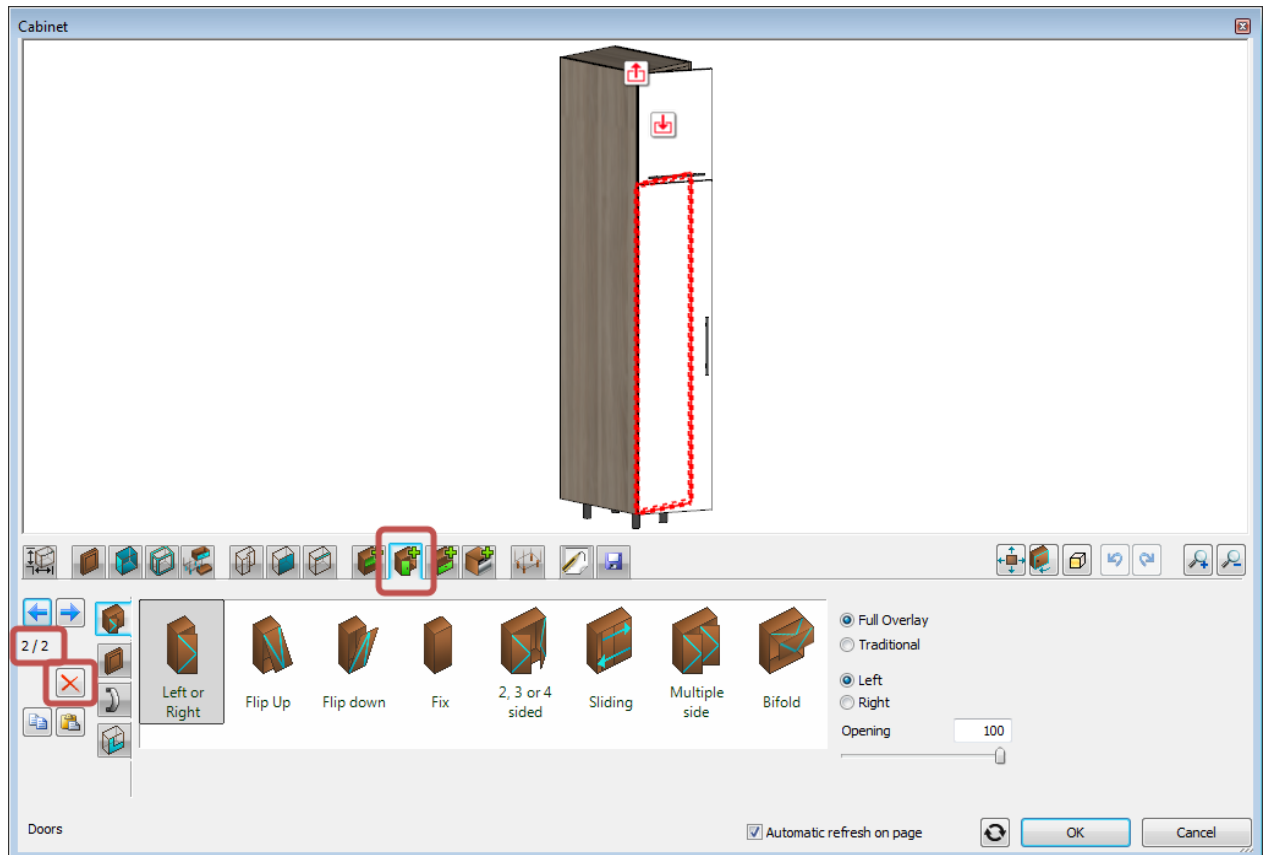 Cabinet
2 / 2
Left or
Right
Flip Up
Flip down
Fix
2, 3 or 4
sided
Sliding
Multiple
side
Bifold
Full Overlay
Traditional
Left
Right
Opening 100
Doors
Automatic refresh on page
OK
Cancel